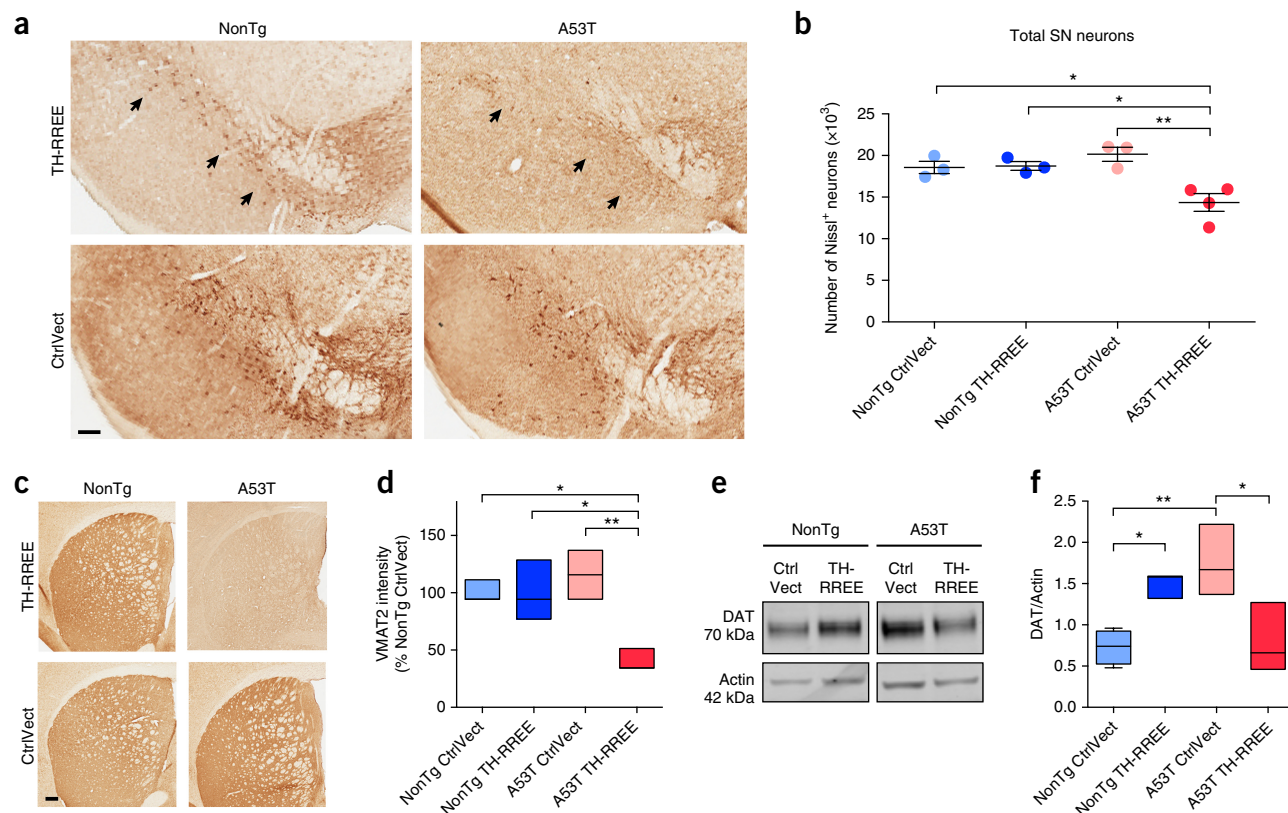 a
NonTg
A53T
TH-RREE
CtrlVect
b
Total SN neurons
*
*
**
25
20
15
10
5
0
Number of Nissl⁺ neurons (×10³)
NonTg CtrlVect
NonTg TH-RREE
A53T CtrlVect
A53T TH-RREE
c
NonTg
A53T
TH-RREE
CtrlVect
d
*
*
**
150
100
50
0
VMAT2 intensity
(% NonTg CtrlVect)
NonTg CtrlVect
NonTg TH-RREE
A53T CtrlVect
A53T TH-RREE
e
NonTg
A53T
Ctrl
Vect
TH-
RREE
Ctrl
Vect
TH-
RREE
DAT
70 kDa
Actin
42 kDa
f
**
*
*
2.5
2.0
1.5
1.0
0.5
0
DAT/Actin
NonTg CtrlVect
NonTg TH-RREE
A53T CtrlVect
A53T TH-RREE